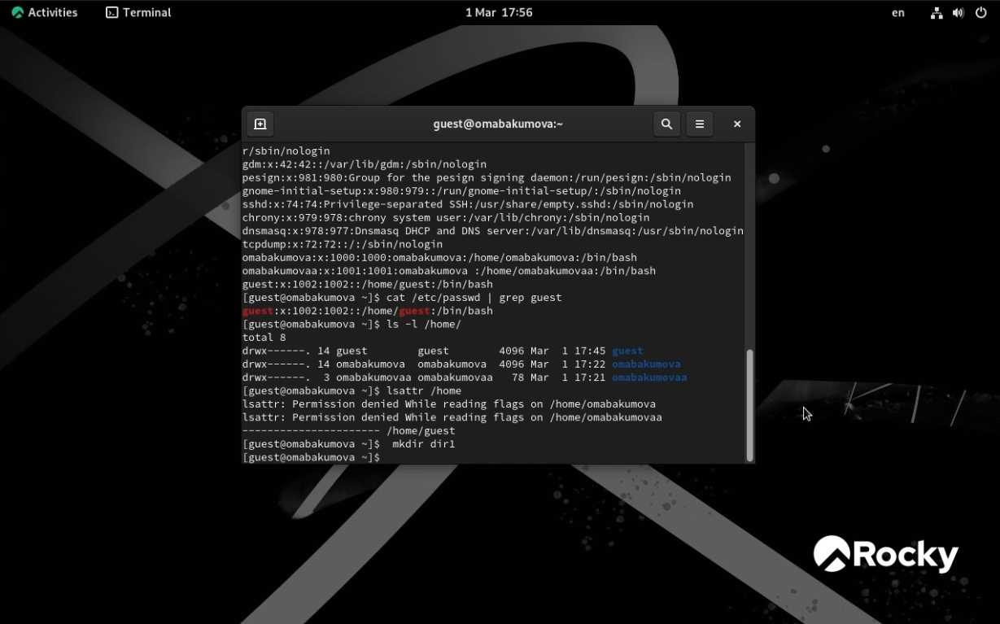 Activities
Terminal
1 Mar 17:56
en
guest@omabakumova:~
r/sbin/nologin
gdm:x:42:42::/var/lib/gdm:/sbin/nologin
pesign:x:981:980:Group for the pesign signing daemon:/run/pesign:/sbin/nologin
gnome-initial-setup:x:980:979::/run/gnome-initial-setup/:/sbin/nologin
sshd:x:74:74:Privilege-separated SSH:/usr/share/empty.sshd:/sbin/nologin
chrony:x:979:978:chrony system user:/var/lib/chrony:/sbin/nologin
dnsmasq:x:978:977:Dnsmasq DHCP and DNS server:/var/lib/dnsmasq:/usr/sbin/nologin
tcpdump:x:72:72::/:/sbin/nologin
omabakumova:x:1000:1000:omabakumova:/home/omabakumova:/bin/bash
omabakumovaa:x:1001:1001:omabakumova :/home/omabakumovaa:/bin/bash
guest:x:1002:1002::/home/guest:/bin/bash
[guest@omabakumova ~]$ cat /etc/passwd | grep guest
guest:x:1002:1002::/home/guest:/bin/bash
[guest@omabakumova ~]$ ls -l /home/
total 8
drwx------. 14 guest        guest        4096 Mar  1 17:45 guest
drwx------. 14 omabakumova  omabakumova  4096 Mar  1 17:22 omabakumova
drwx------.  3 omabakumovaa omabakumovaa   78 Mar  1 17:21 omabakumovaa
[guest@omabakumova ~]$ lsattr /home
lsattr: Permission denied While reading flags on /home/omabakumova
lsattr: Permission denied While reading flags on /home/omabakumovaa
---------------------- /home/guest
[guest@omabakumova ~]$  mkdir dir1
[guest@omabakumova ~]$
Rocky